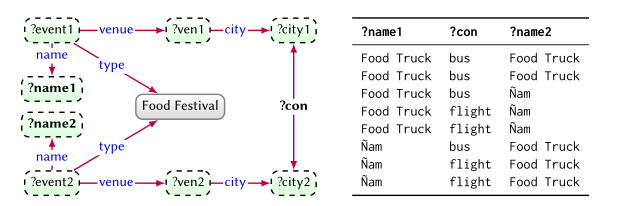 ?event1 venue ?ven1 city ?city1
name
type
?name1
Food Festival
?con
?name2
name
type
?event2 venue ?ven2 city ?city2
?name1 ?con ?name2
Food Truck bus Food Truck
Food Truck bus Food Truck
Food Truck bus Ñam
Food Truck flight Ñam
Food Truck flight Ñam
Ñam bus Food Truck
Ñam flight Food Truck
Ñam flight Food Truck